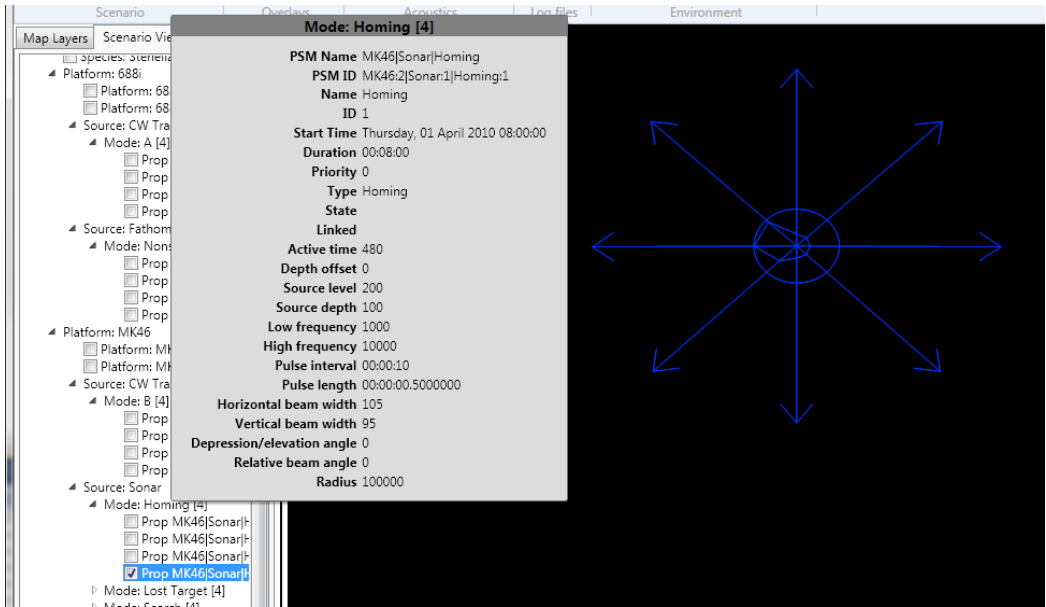 Scenario
Overlays
Acoustics
Log files
Environment
Map Layers
Scenario Vie
Species: Stenella
Platform: 688i
Platform: 68
Platform: 68
Source: CW Tra
Mode: A [4]
Prop
Prop
Prop
Prop
Source: Fathom
Mode: Nons
Prop
Prop
Prop
Prop
Platform: MK46
Platform: MK
Platform: MK
Source: CW Tra
Mode: B [4]
Prop
Prop
Prop
Prop
Source: Sonar
Mode: Homing [4]
Prop MK46|Sonar|H
Prop MK46|Sonar|H
Prop MK46|Sonar|H
Prop MK46|Sonar|H
Mode: Lost Target [4]
Mode: Search [4]
Mode: Homing [4]
PSM Name MK46|Sonar|Homing
PSM ID MK46:2|Sonar:1|Homing:1
Name Homing
ID 1
Start Time Thursday, 01 April 2010 08:00:00
Duration 00:08:00
Priority 0
Type Homing
State
Linked
Active time 480
Depth offset 0
Source level 200
Source depth 100
Low frequency 1000
High frequency 10000
Pulse interval 00:00:10
Pulse length 00:00:00.5000000
Horizontal beam width 105
Vertical beam width 95
Depression/elevation angle 0
Relative beam angle 0
Radius 100000